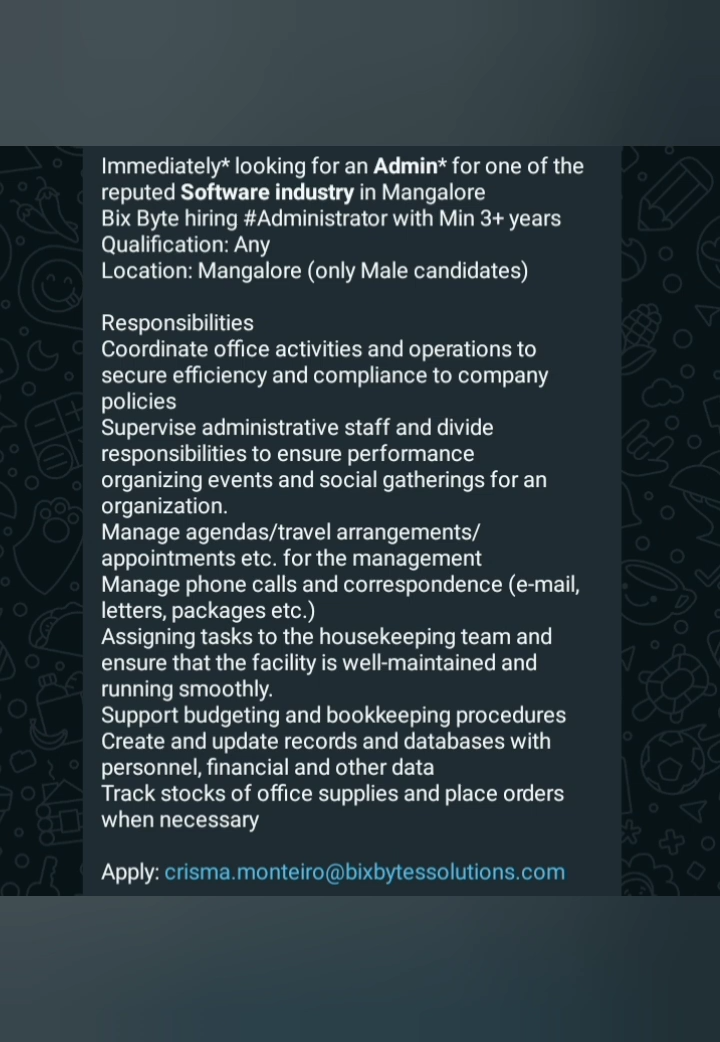 Immediately* looking for an Admin* for one of the
reputed Software industry in Mangalore
Bix Byte hiring #Administrator with Min 3+ years
Qualification: Any
Location: Mangalore (only Male candidates)
Responsibilities
Coordinate office activities and operations to
secure efficiency and compliance to company
policies
Supervise administrative staff and divide
responsibilities to ensure performance
organizing events and social gatherings for an
organization.
Manage agendas/travel arrangements/
appointments etc. for the management
Manage phone calls and correspondence (e-mail,
letters, packages etc.)
Assigning tasks to the housekeeping team and
ensure that the facility is well-maintained and
running smoothly.
Support budgeting and bookkeeping procedures
Create and update records and databases with
personnel, financial and other data
Track stocks of office supplies and place orders
when necessary
Apply: crisma.monteiro@bixbytessolutions.com